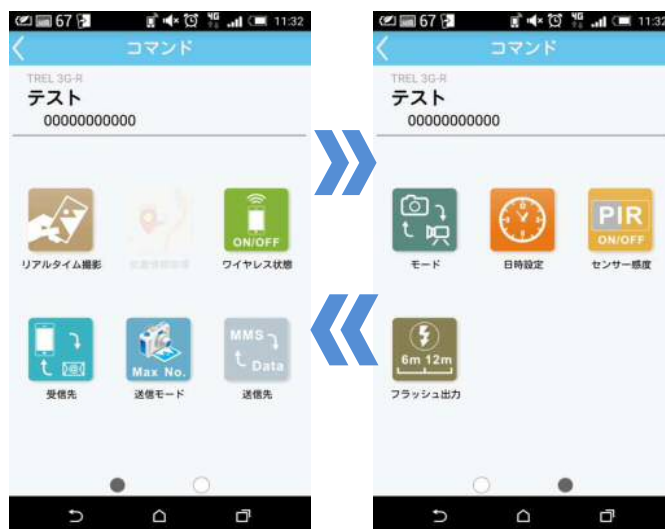 67 4G 11:32
コマンド
TREL 3G-R
テスト
00000000000
リアルタイム撮影
ON/OFF
ワイヤレス状態
受信先
Max No.
送信モード
MMS
Data
送信先
67 4G 11:32
コマンド
TREL 3G-R
テスト
00000000000
モード
日時設定
PIR
ON/OFF
センサー感度
6m 12m
フラッシュ出力